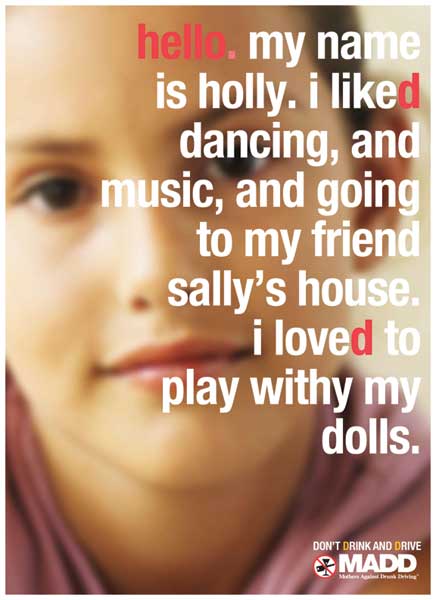 hello. my name
is holly. i liked
dancing, and
music, and going
to my friend
sally's house.
i loved to
play withy my
dolls.
DON'T DRINK AND DRIVE
MADD
Mothers Against Drunk Driving®